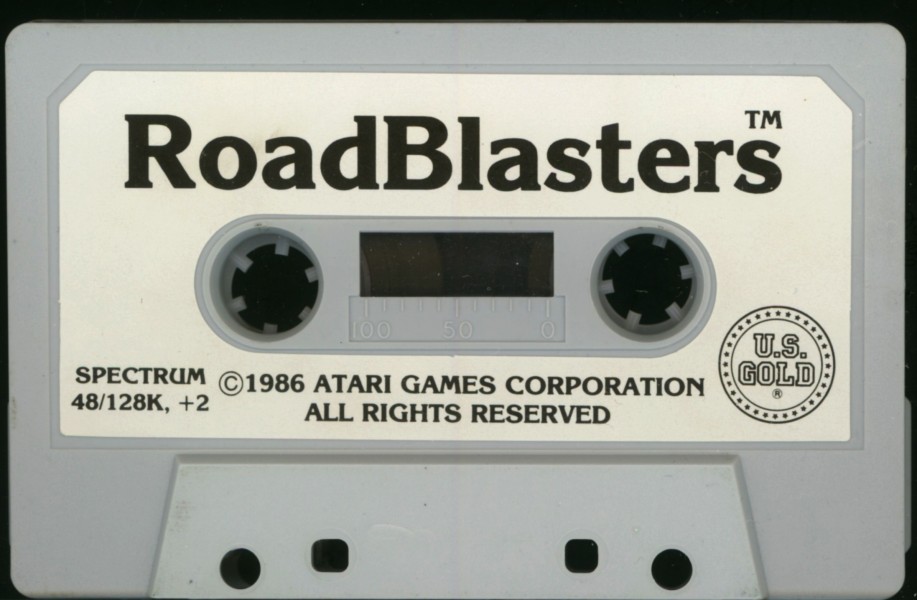 RoadBlasters™
100 50 0
U.S.
GOLD
®
SPECTRUM
48/128K, +2
©1986 ATARI GAMES CORPORATION
ALL RIGHTS RESERVED